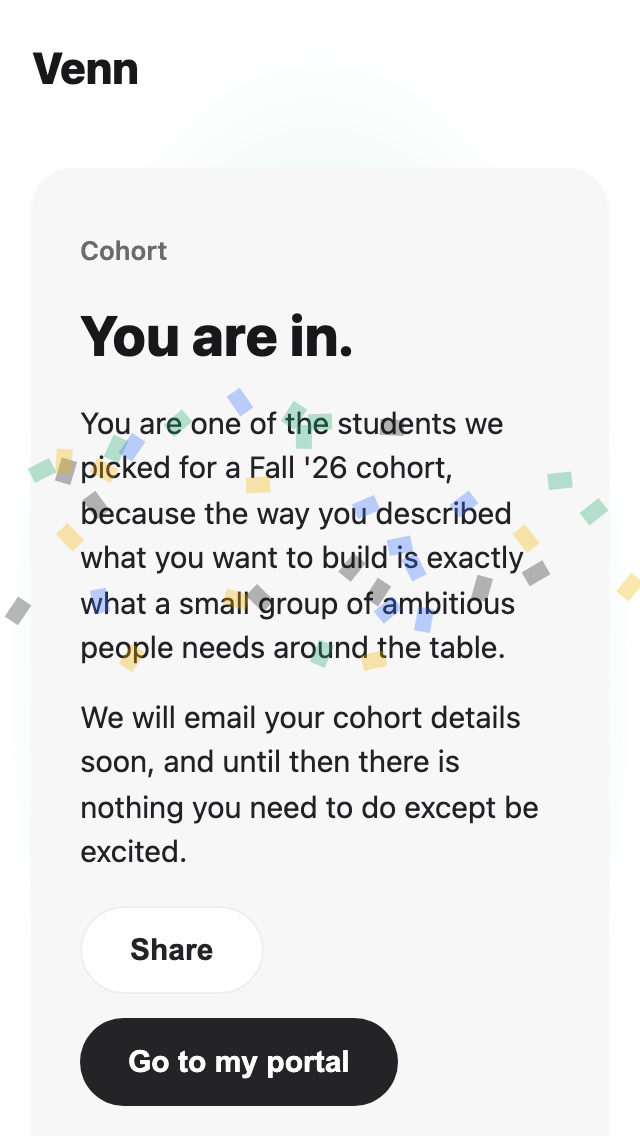 Venn
Cohort
You are in.
You are one of the students we
picked for a Fall '26 cohort,
because the way you described
what you want to build is exactly
what a small group of ambitious
people needs around the table.
We will email your cohort details
soon, and until then there is
nothing you need to do except be
excited.
Share
Go to my portal